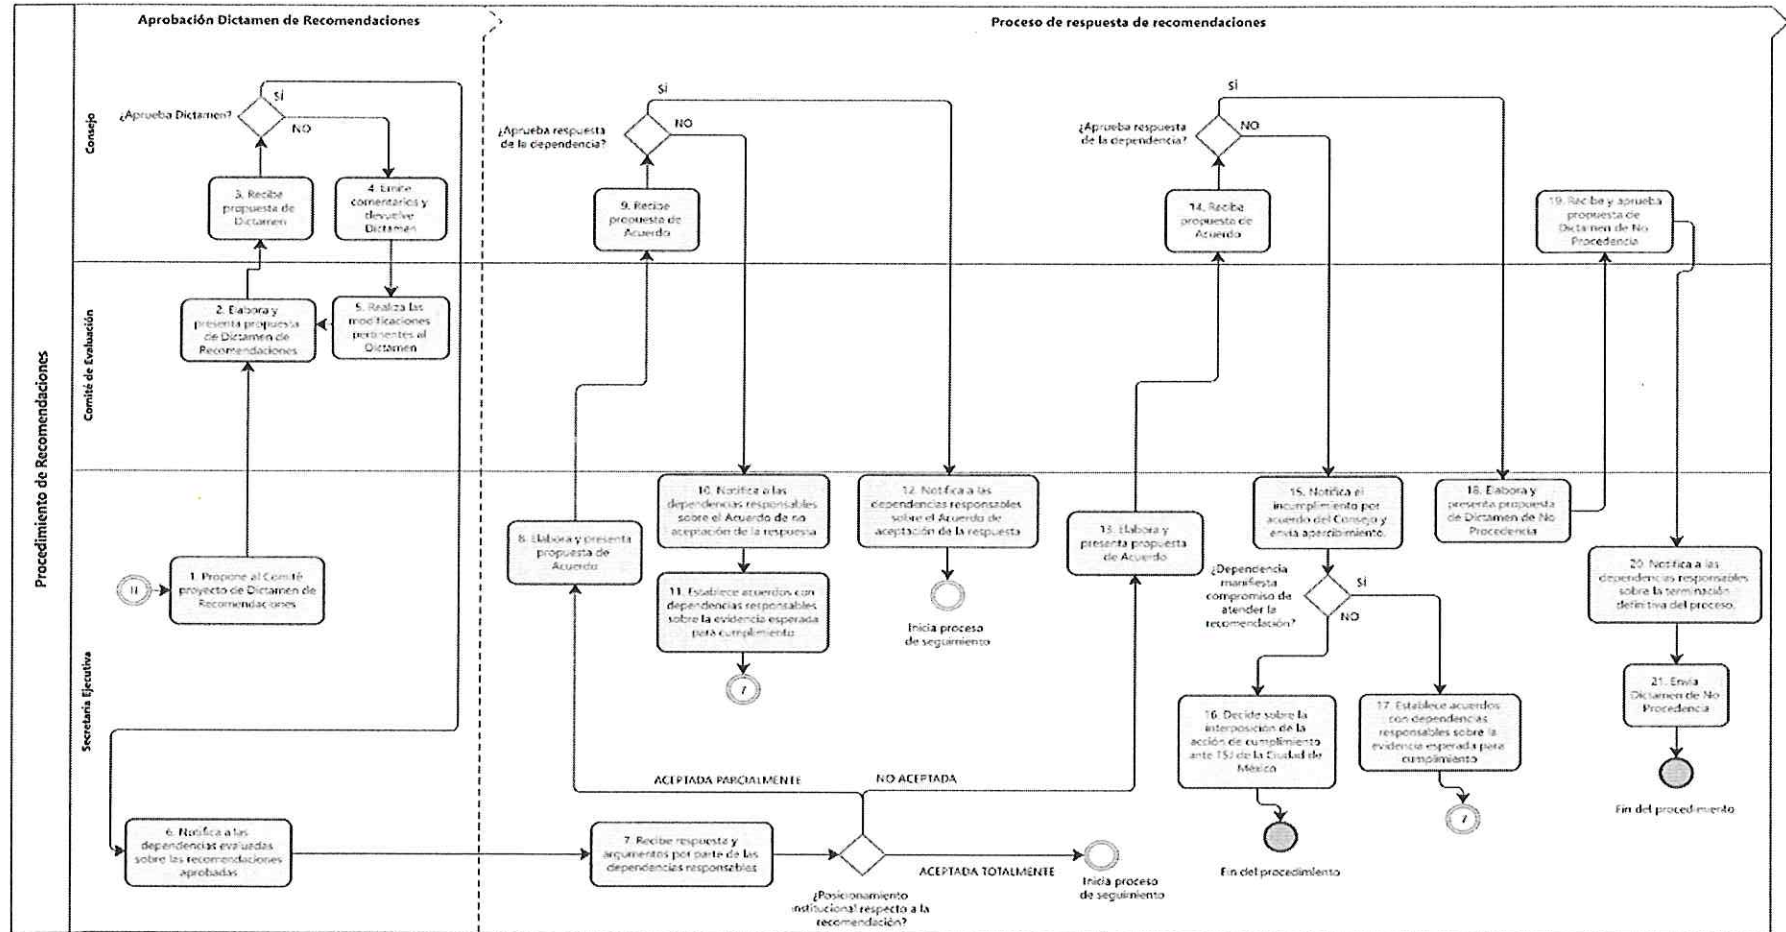 Aprobación Dictamen de Recomendaciones
Proceso de respuesta de recomendaciones
Procedimiento de Recomendaciones
Consejo
¿Aprueba Dictamen?
SÍ
NO
3. Recibe
propuesta de
Dictamen
4. Emite
comentarios y
devuelve
Dictamen
¿Aprueba respuesta
de la dependencia?
SÍ
NO
9. Recibe
propuesta de
Acuerdo
¿Aprueba respuesta
de la dependencia?
SÍ
NO
14. Recibe
propuesta de
Acuerdo
19. Recibe y aprueba
propuesta de
Dictamen de No
Procedencia
Comité de Evaluación
2. Elabora y
presenta propuesta
de Dictamen de
Recomendaciones
5. Realiza las
modificaciones
pertinentes al
Dictamen
Secretaría Ejecutiva
1. Propone al Comité
proyecto de Dictamen de
Recomendaciones
6. Notifica a las
dependencias evaluadas
sobre las recomendaciones
aprobadas
8. Elabora y presenta
propuesta de
Acuerdo
10. Notifica a las
dependencias responsables
sobre el Acuerdo de no
aceptación de la respuesta
11. Establece acuerdos con
dependencias responsables
sobre la evidencia esperada
para cumplimiento
7
12. Notifica a las
dependencias responsables
sobre el Acuerdo de
aceptación de la respuesta
Inicia proceso
de seguimiento
13. Elabora y
presenta propuesta
de Acuerdo
15. Notifica el
incumplimiento por
acuerdo del Consejo y
envía apercibimiento.
¿Dependencia
manifiesta
compromiso de
atender la
recomendación?
SÍ
NO
16. Decide sobre la
interposición de la
acción de cumplimiento
ante TSJ de la Ciudad de
México
Fin del procedimiento
17. Establece acuerdos
con dependencias
responsables sobre la
evidencia esperada para
cumplimiento
7
18. Elabora y
presenta propuesta
de Dictamen de No
Procedencia
20. Notifica a las
dependencias responsables
sobre la terminación
definitiva del proceso.
21. Envía
Dictamen de No
Procedencia
Fin del procedimiento
ACEPTADA PARCIALMENTE
NO ACEPTADA
7. Recibe respuesta y
argumentos por parte de las
dependencias responsables
ACEPTADA TOTALMENTE
¿Posicionamiento
institucional respecto a la
recomendación?
Inicia proceso
de seguimiento